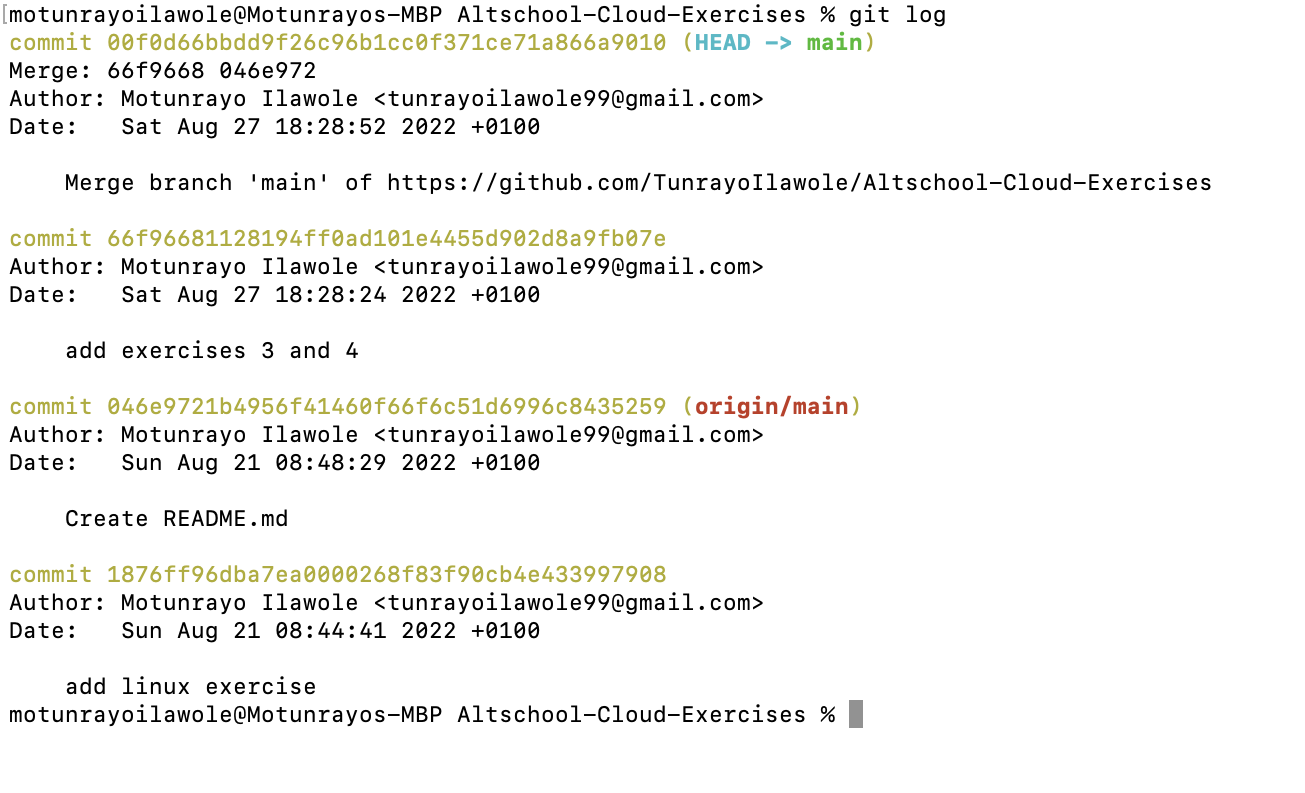 motunrayoilawole@Motunrayos-MBP Altschool-Cloud-Exercises % git log
commit 00f0d66bbdd9f26c96b1cc0f371ce71a866a9010 (HEAD -> main)
Merge: 66f9668 046e972
Author: Motunrayo Ilawole <tunrayoilawole99@gmail.com>
Date:   Sat Aug 27 18:28:52 2022 +0100
    Merge branch 'main' of https://github.com/TunrayoIlawole/Altschool-Cloud-Exercises
commit 66f96681128194ff0ad101e4455d902d8a9fb07e
Author: Motunrayo Ilawole <tunrayoilawole99@gmail.com>
Date:   Sat Aug 27 18:28:24 2022 +0100
    add exercises 3 and 4
commit 046e9721b4956f41460f66f6c51d6996c8435259 (origin/main)
Author: Motunrayo Ilawole <tunrayoilawole99@gmail.com>
Date:   Sun Aug 21 08:48:29 2022 +0100
    Create README.md
commit 1876ff96dba7ea0000268f83f90cb4e433997908
Author: Motunrayo Ilawole <tunrayoilawole99@gmail.com>
Date:   Sun Aug 21 08:44:41 2022 +0100
    add linux exercise
motunrayoilawole@Motunrayos-MBP Altschool-Cloud-Exercises %